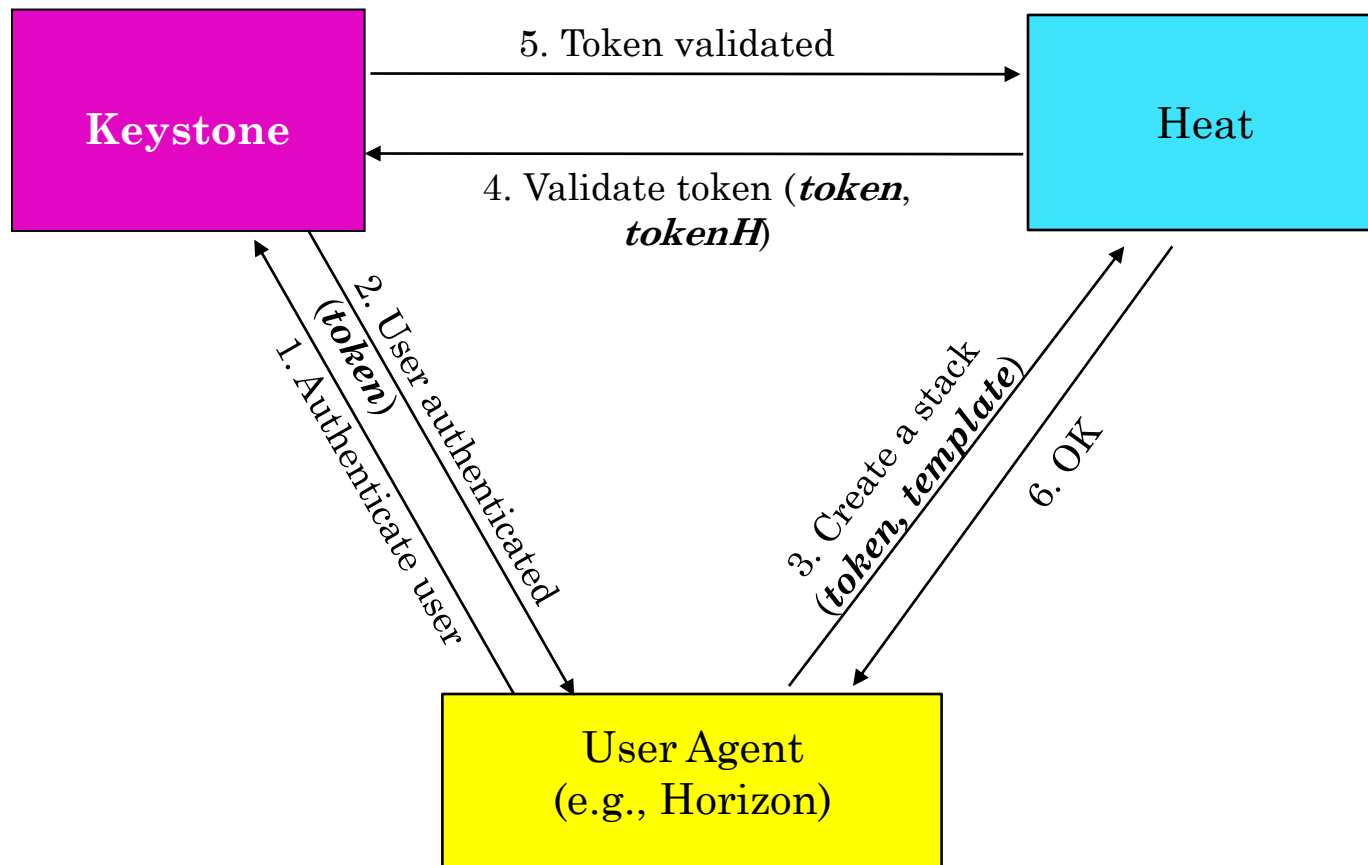 5. Token validated
Keystone
Heat
4. Validate token (token,
tokenH)
1. Authenticate user
2. User authenticated
(token)
3. Create a stack
(token, template)
6. OK
User Agent
(e.g., Horizon)